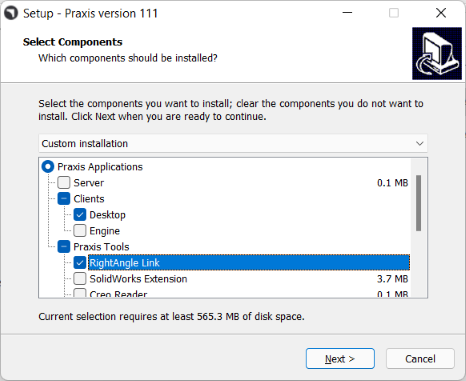 Setup - Praxis version 111
Select Components
Which components should be installed?
Select the components you want to install; clear the components you do not want to
install. Click Next when you are ready to continue.
Custom installation
Praxis Applications
Server 0.1 MB
Clients
Desktop
Engine
Praxis Tools
RightAngle Link
SolidWorks Extension 3.7 MB
Creo Reader 0.1 MB
Current selection requires at least 565.3 MB of disk space.
Next > Cancel